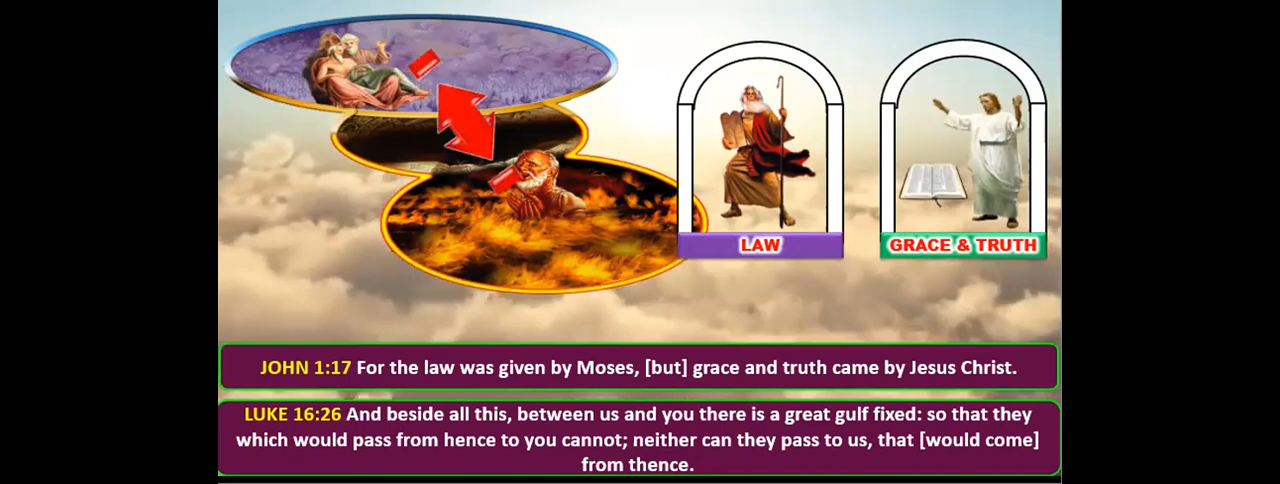 LAW
GRACE & TRUTH
JOHN 1:17 For the law was given by Moses, [but] grace and truth came by Jesus Christ.
LUKE 16:26 And beside all this, between us and you there is a great gulf fixed: so that they
which would pass from hence to you cannot; neither can they pass to us, that [would come]
from thence.